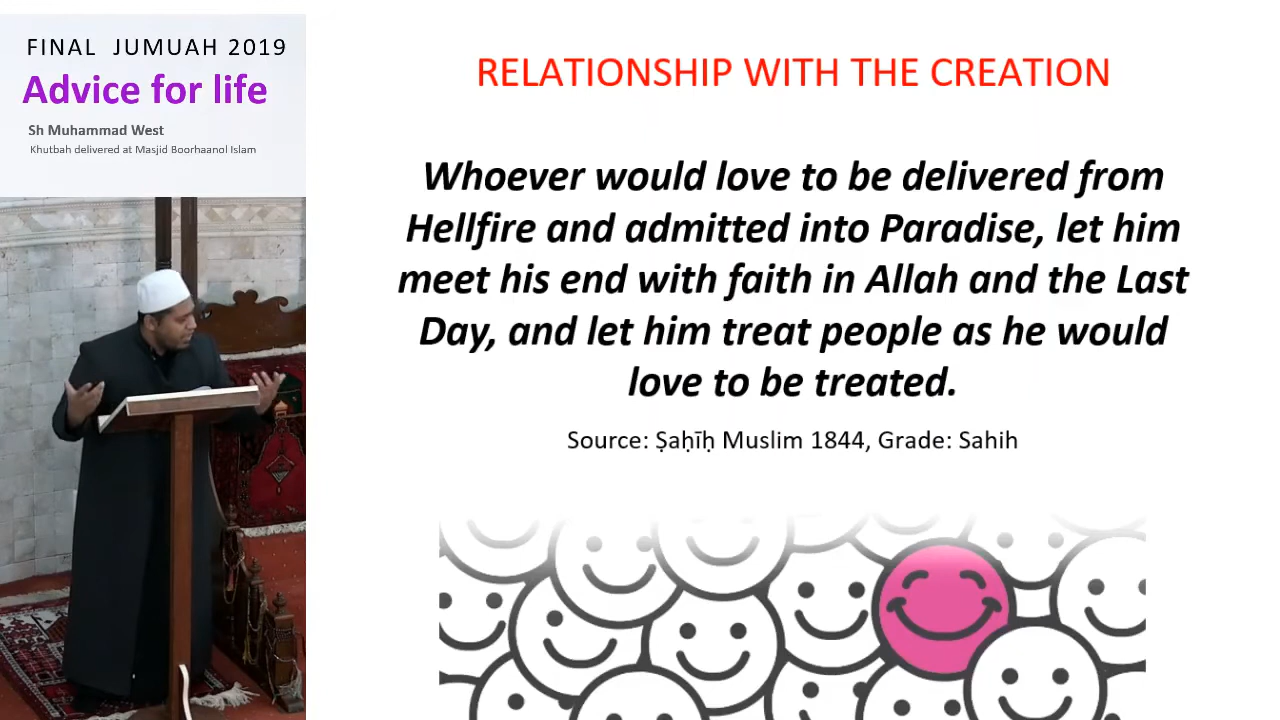 FINAL JUMUAH 2019
Advice for life
Sh Muhammad West
Khutbah delivered at Masjid Boorhaanol Islam
RELATIONSHIP WITH THE CREATION
Whoever would love to be delivered from
Hellfire and admitted into Paradise, let him
meet his end with faith in Allah and the Last
Day, and let him treat people as he would
love to be treated.
Source: Ṣaḥīḥ Muslim 1844, Grade: Sahih